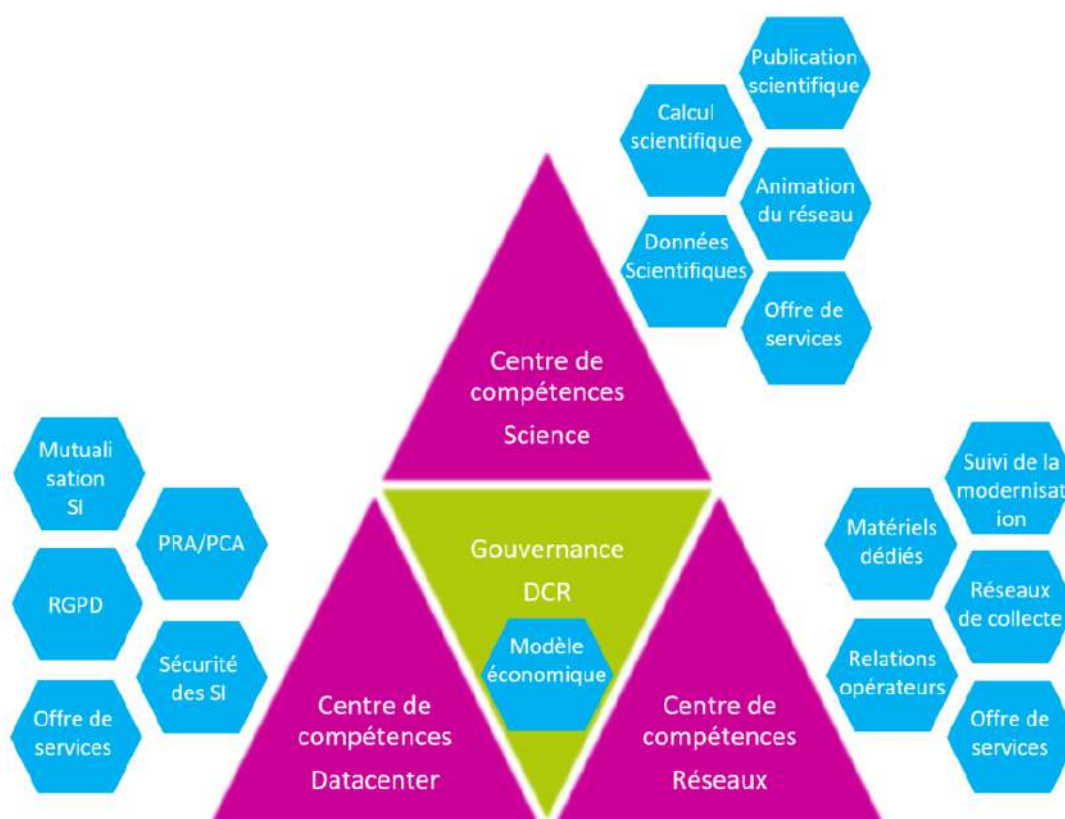 Publication
scientifique
Calcul
scientifique
Animation
du réseau
Données
Scientifiques
Offre de
services
Centre de
compétences
Science
Mutuali
sation
SI
PRA/PCA
RGPD
Sécurité
des SI
Offre de
services
Gouvernance
DCR
Modèle
économique
Centre de
compétences
Datacenter
Centre de
compétences
Réseaux
Suivi de la
modernisat
ion
Matériels
dédiés
Réseaux
de collecte
Relations
opérateurs
Offre de
services